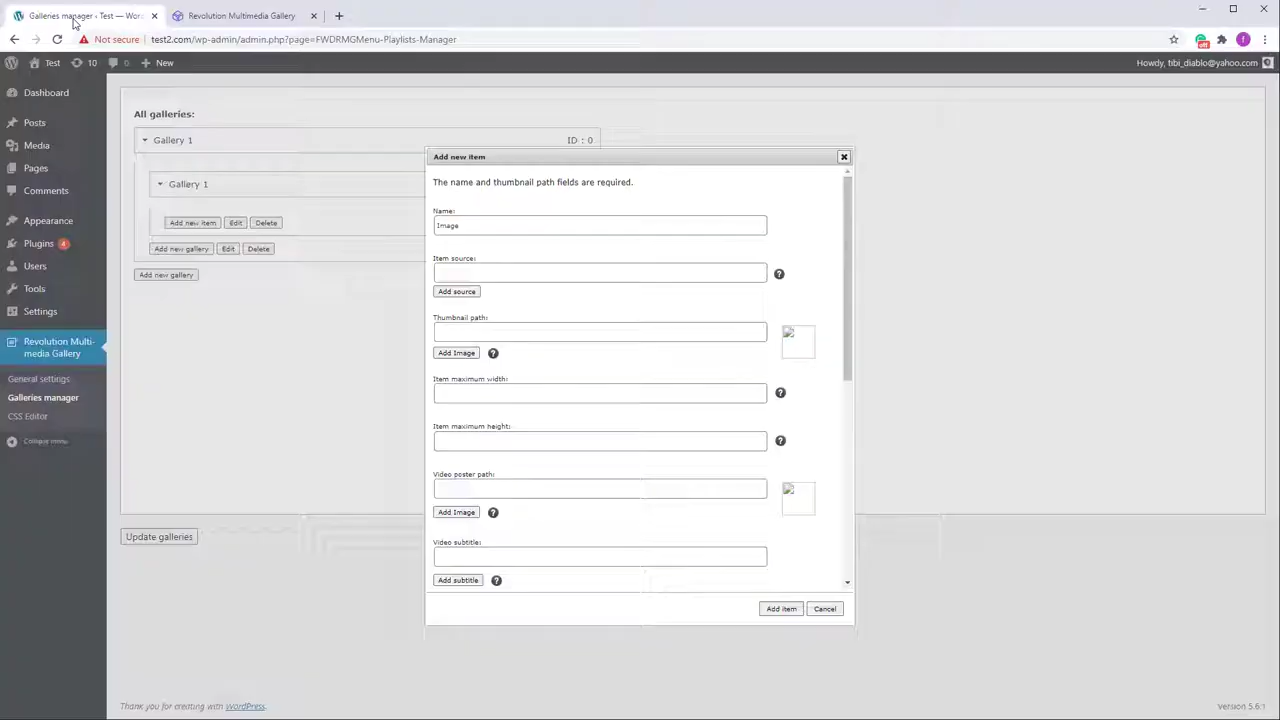 Galleries manager ‹ Test — Wor
Revolution Multimedia Gallery
Not secure
test2.com/wp-admin/admin.php?page=FWDRMGMenu-Playlists-Manager
Test
10
0
New
Howdy, tibi_diablo@yahoo.com
Dashboard
Posts
Media
Pages
Comments
Appearance
Plugins 4
Users
Tools
Settings
Revolution Multi-
media Gallery
General settings
Galleries manager
CSS Editor
Collapse menu
All galleries:
Gallery 1
ID : 0
Gallery 1
Add new item
Edit
Delete
Add new gallery
Edit
Delete
Add new gallery
Update galleries
Add new item
The name and thumbnail path fields are required.
Name:
Image
Item source:
Add source
Thumbnail path:
Add Image
Item maximum width:
Item maximum height:
Video poster path:
Add Image
Video subtitle:
Add subtitle
Add item
Cancel
Thank you for creating with WordPress.
Version 5.6.1